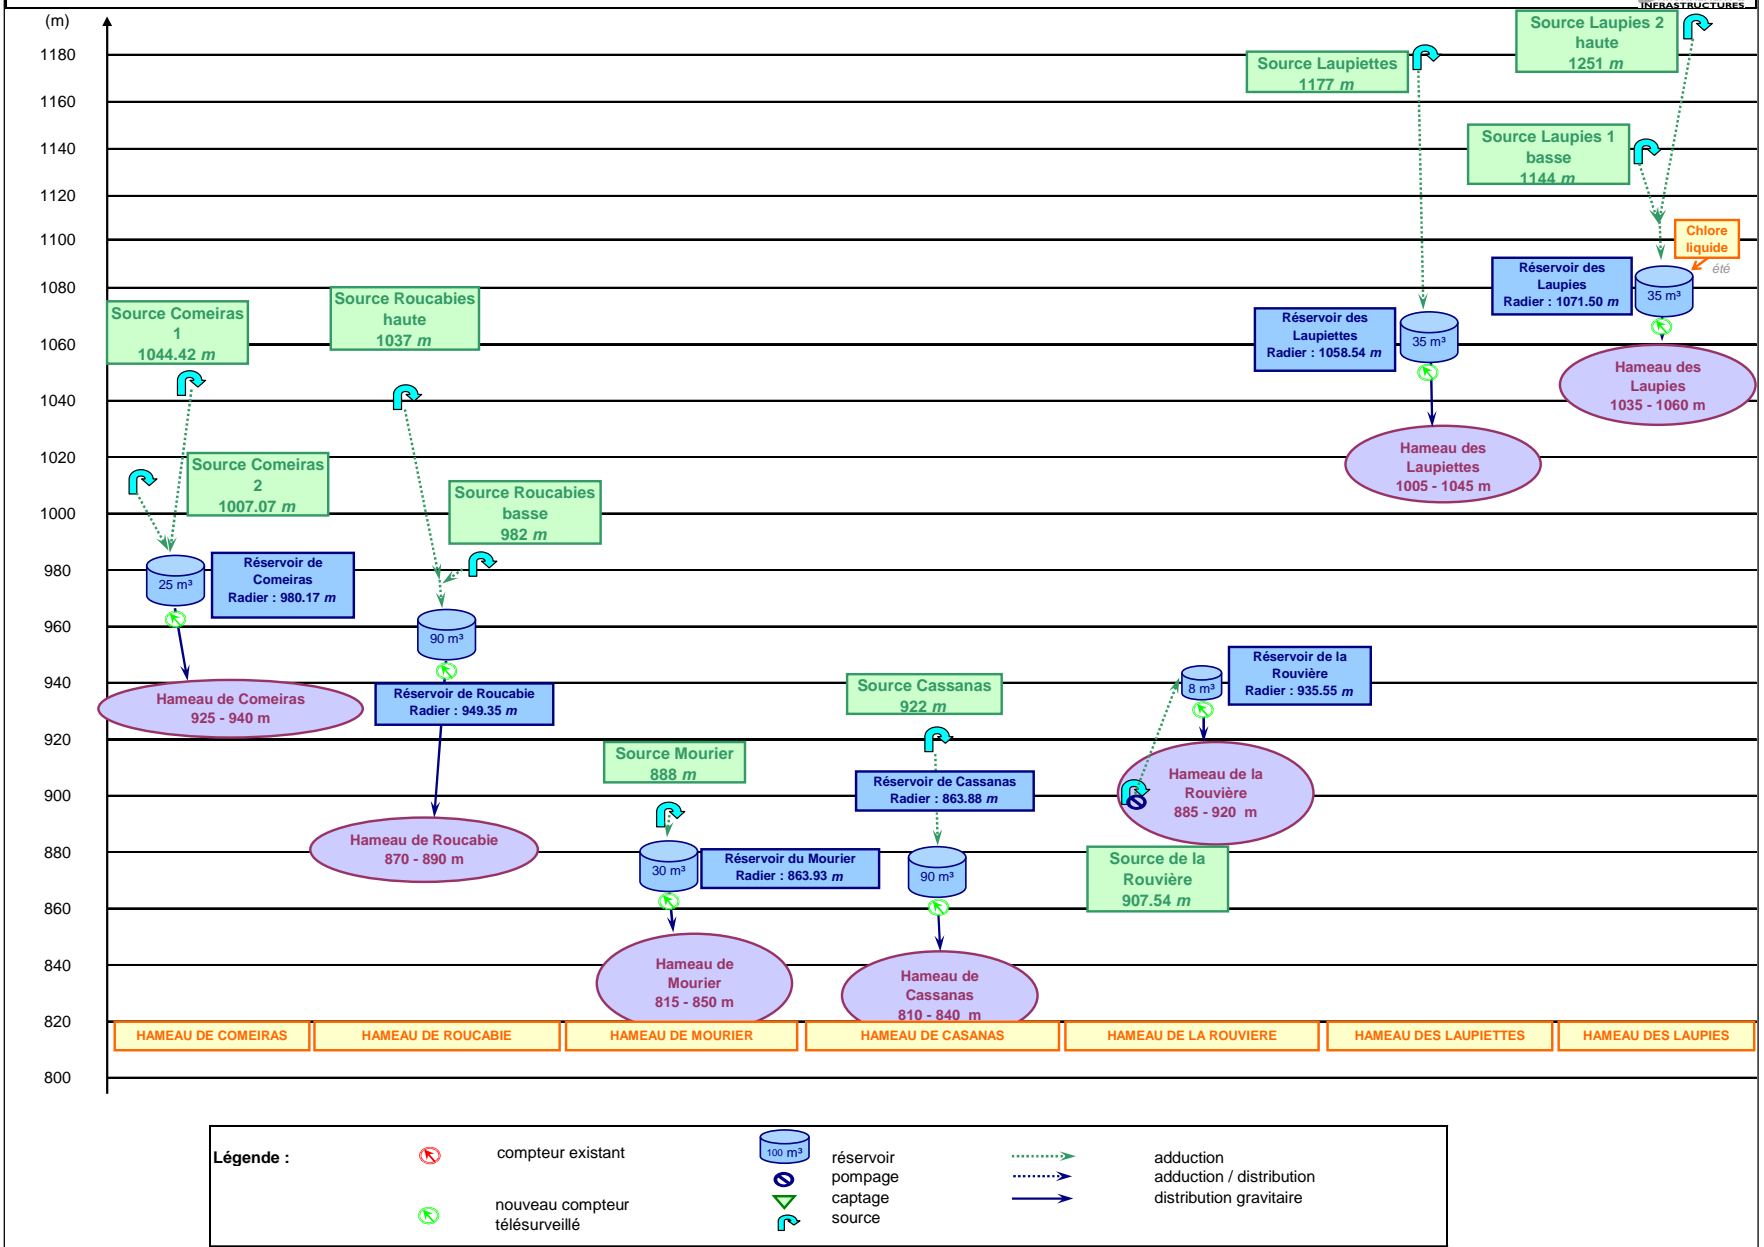 INFRASTRUCTURES
(m)
1180
1160
1140
1120
1100
1080
1060
1040
1020
1000
980
960
940
920
900
880
860
840
820
800
Source Comeiras
1
1044.42 m
Source Comeiras
2
1007.07 m
25 m³
Réservoir de
Comeiras
Radier : 980.17 m
Hameau de Comeiras
925 - 940 m
Source Roucabies
haute
1037 m
Source Roucabies
basse
982 m
90 m³
Réservoir de Roucabie
Radier : 949.35 m
Hameau de Roucabie
870 - 890 m
Source Mourier
888 m
30 m³
Réservoir du Mourier
Radier : 863.93 m
Hameau de
Mourier
815 - 850 m
Source Cassanas
922 m
Réservoir de Cassanas
Radier : 863.88 m
90 m³
Hameau de
Cassanas
810 - 840 m
8 m³
Réservoir de la
Rouvière
Radier : 935.55 m
Hameau de la
Rouvière
885 - 920 m
Source de la
Rouvière
907.54 m
Source Laupiettes
1177 m
Réservoir des
Laupiettes
Radier : 1058.54 m
35 m³
Hameau des
Laupiettes
1005 - 1045 m
Source Laupies 2
haute
1251 m
Source Laupies 1
basse
1144 m
Chlore
liquide
été
Réservoir des
Laupies
Radier : 1071.50 m
35 m³
Hameau des
Laupies
1035 - 1060 m
HAMEAU DE COMEIRAS
HAMEAU DE ROUCABIE
HAMEAU DE MOURIER
HAMEAU DE CASANAS
HAMEAU DE LA ROUVIERE
HAMEAU DES LAUPIETTES
HAMEAU DES LAUPIES
Légende :
compteur existant
nouveau compteur
télésurveillé
100 m³
réservoir
pompage
captage
source
adduction
adduction / distribution
distribution gravitaire